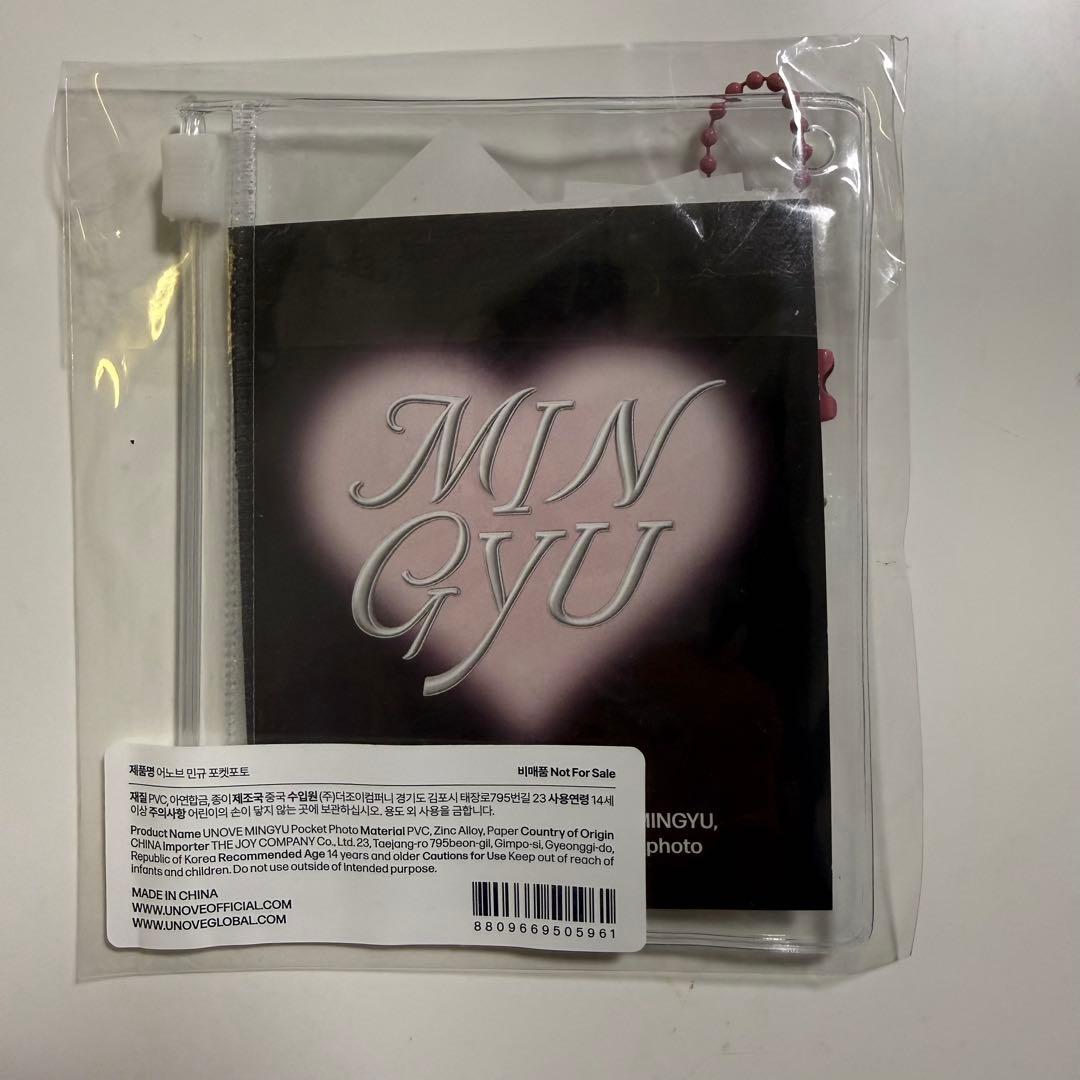 MIN
GYU
MINGYU,
photo
제품명 어노브 민규 포켓포토 비매품 Not For Sale
재질 PVC, 아연합금, 종이 제조국 중국 수입원 (주)더조이컴퍼니 경기도 김포시 태장로795번길 23 사용연령 14세
이상 주의사항 어린이의 손이 닿지 않는 곳에 보관하십시오. 용도 외 사용을 금합니다.
Product Name UNOVE MINGYU Pocket Photo Material PVC, Zinc Alloy, Paper Country of Origin
CHINA Importer THE JOY COMPANY Co., Ltd. 23, Taejang-ro 795beon-gil, Gimpo-si, Gyeonggi-do,
Republic of Korea Recommended Age 14 years and older Cautions for Use Keep out of reach of
infants and children. Do not use outside of intended purpose.
MADE IN CHINA
WWW.UNOVEOFFICIAL.COM
WWW.UNOVEGLOBAL.COM
8809669505961